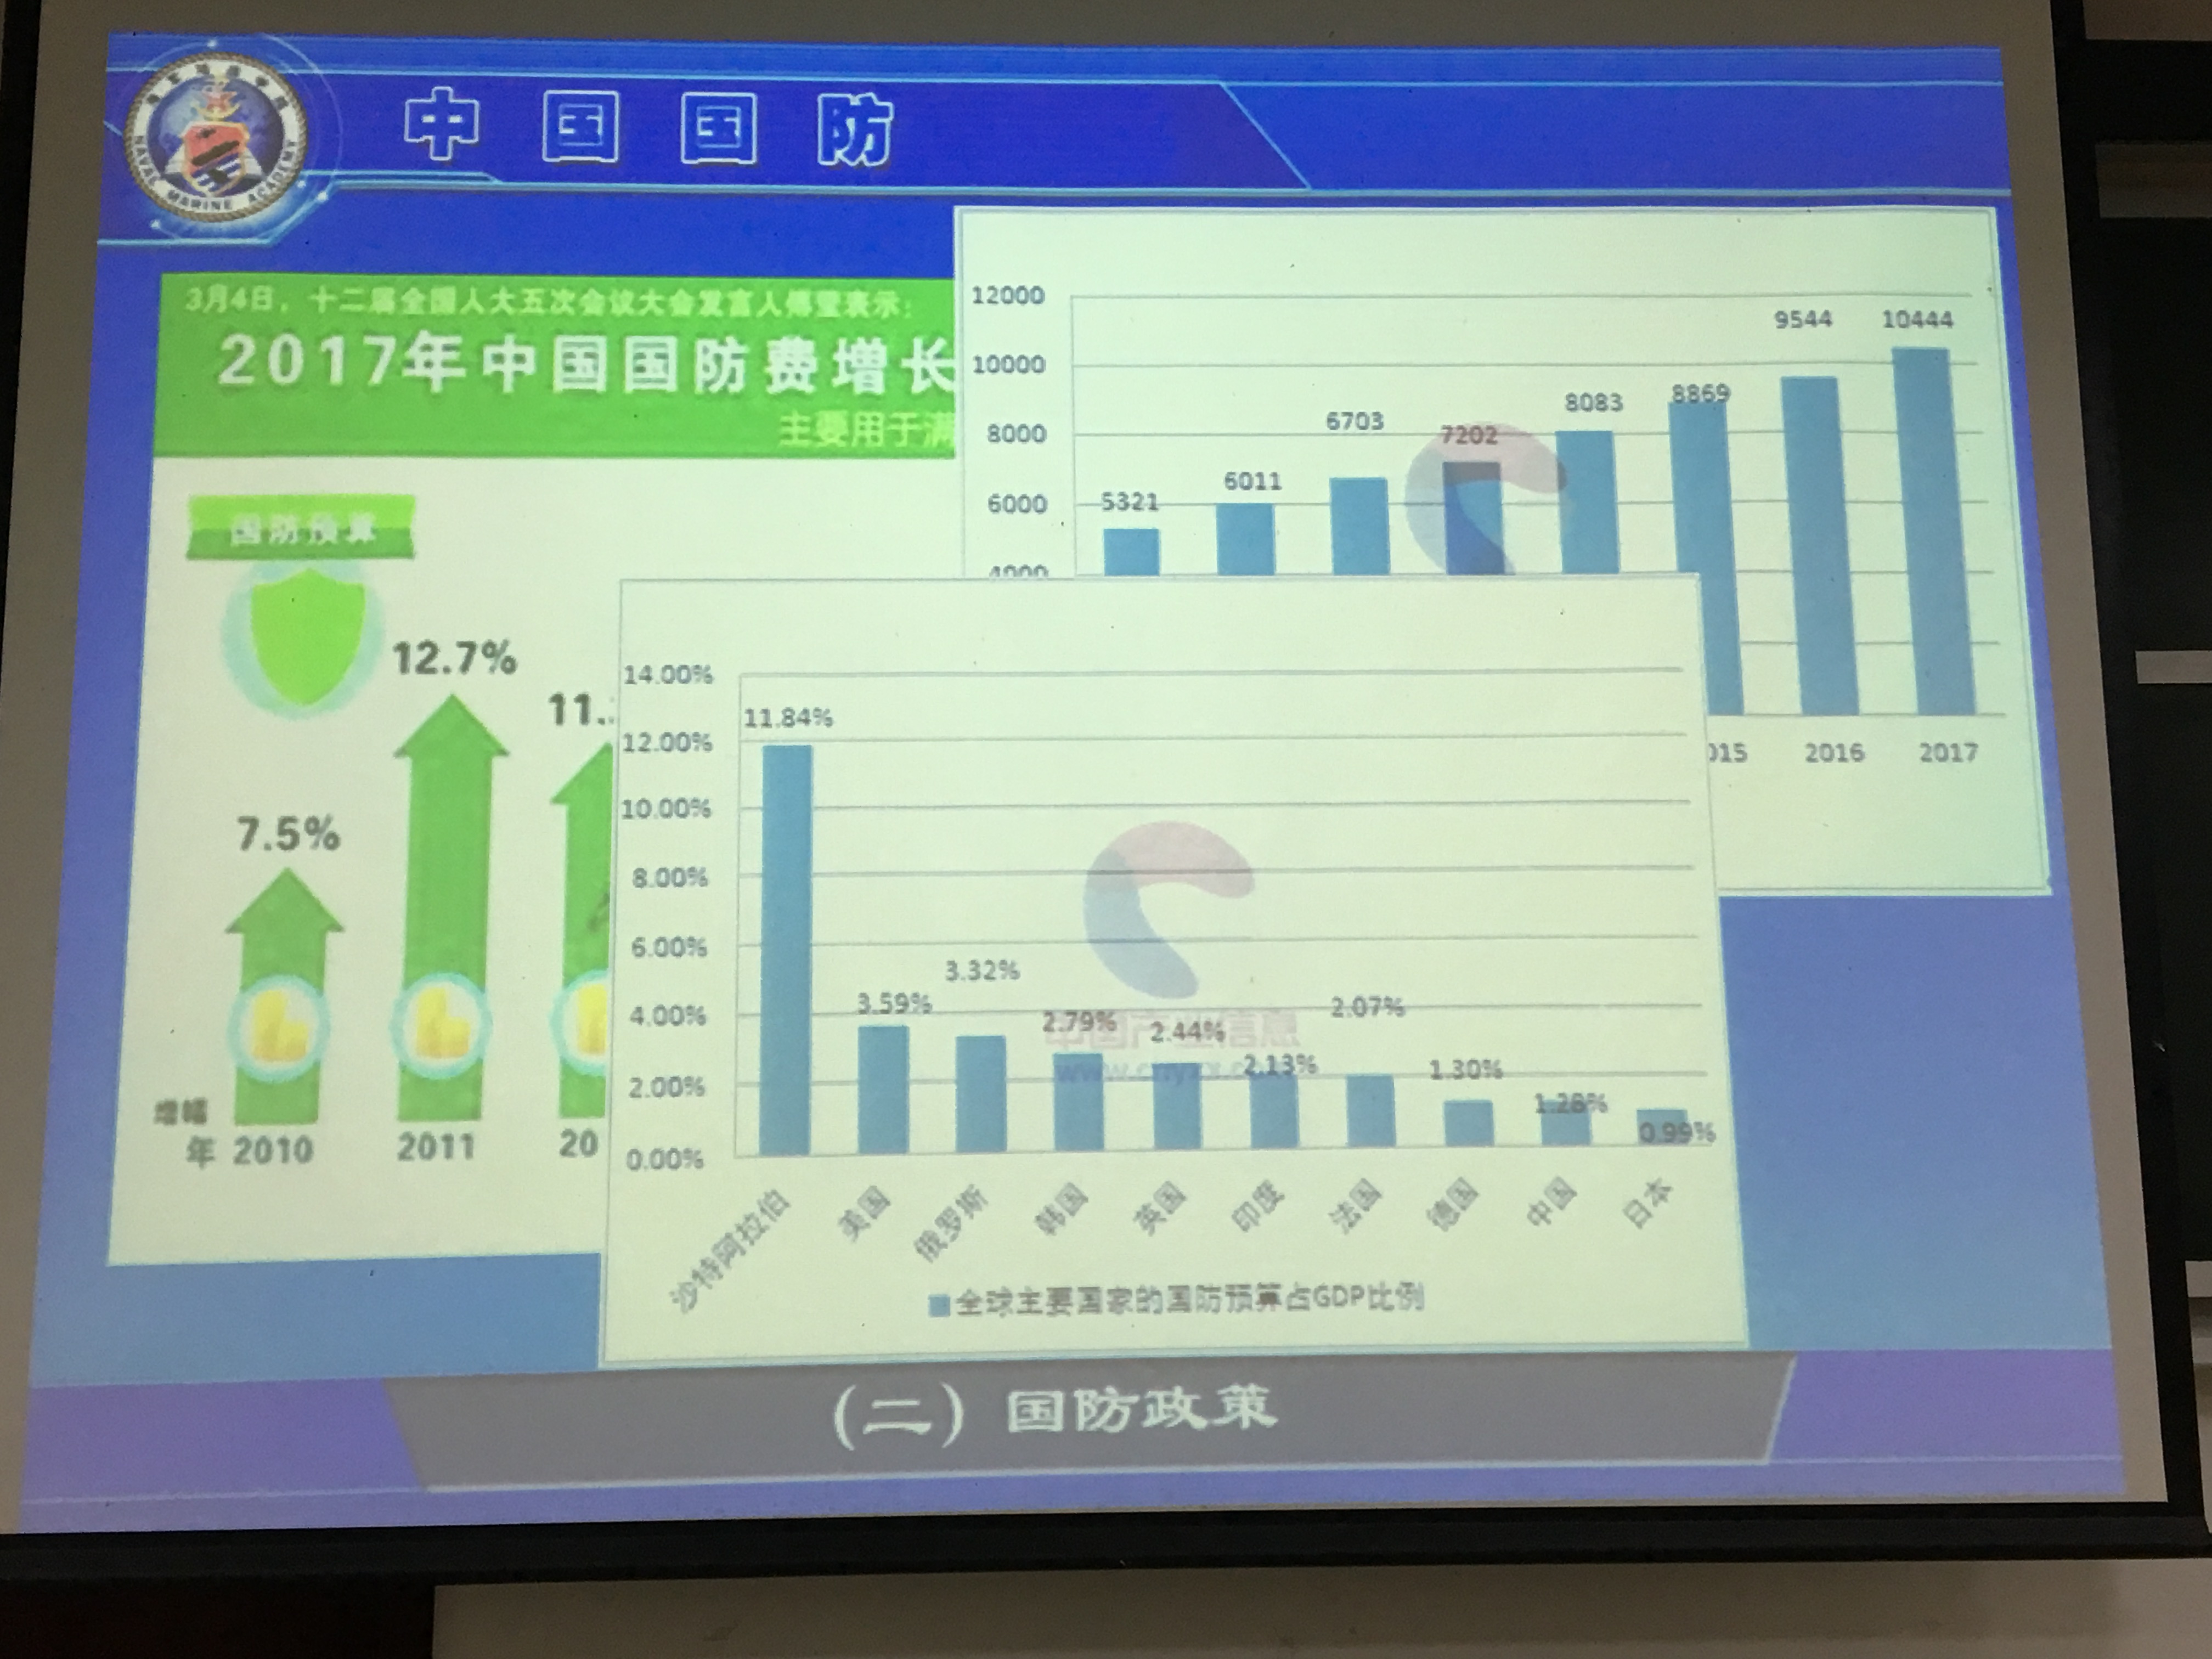 中国国防
NAVAL MARINE ACADEMY
3月4日，十二届全国人大五次会议大会发言人傅莹表示：
2017年中国国防费增长
主要用于满
国防预算
7.5%
12.7%
11.
增幅
年 2010 2011 20
12000
10000
8000
6000
4000
5321
6011
6703
7202
8083
8869
9544
10444
015 2016 2017
14.00%
12.00%
10.00%
8.00%
6.00%
4.00%
2.00%
0.00%
11.84%
3.59%
3.32%
2.79%
2.44%
2.13%
2.07%
1.30%
1.28%
0.99%
中国产业信息
沙特阿拉伯 美国 俄罗斯 韩国 英国 印度 法国 德国 中国 日本
全球主要国家的国防预算占GDP比例
（二）国防政策